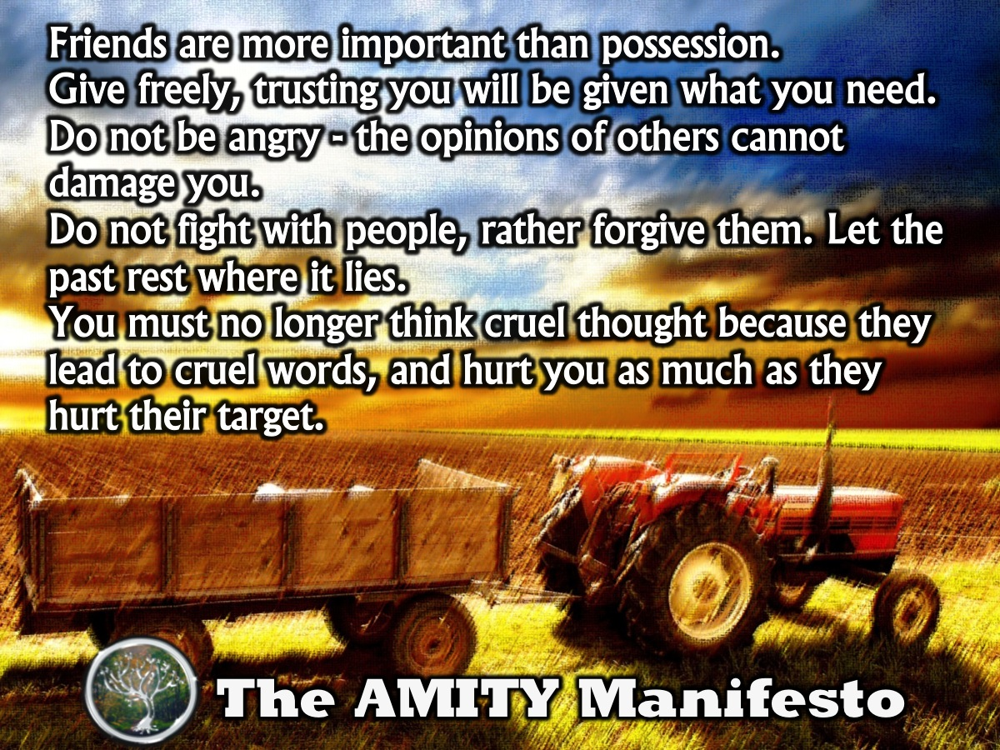 Friends are more important than possession.
Give freely, trusting you will be given what you need.
Do not be angry - the opinions of others cannot
damage you.
Do not fight with people, rather forgive them. Let the
past rest where it lies.
You must no longer think cruel thought because they
lead to cruel words, and hurt you as much as they
hurt their target.
The AMITY Manifesto